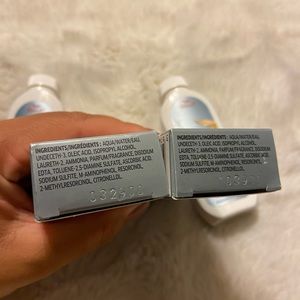 INGREDIENTS/INGRÉDIENTS: AQUA/WATER/EAU,
UNDECETH-3, OLEIC ACID, ISOPROPYL ALCOHOL,
LAURETH-2, AMMONIA, PARFUM/FRAGRANCE, DISODIUM
EDTA, TOLUENE-2,5-DIAMINE SULFATE, ASCORBIC ACID,
SODIUM SULFITE, M-AMINOPHENOL, RESORCINOL,
2-METHYLRESORCINOL, CITRONELLOL.
INGREDIENTS/INGRÉDIENTS: AQUA/WATER/EAU,
UNDECETH-3, OLEIC ACID, ISOPROPYL ALCOHOL,
LAURETH-2, AMMONIA, PARFUM/FRAGRANCE, DISODIUM
EDTA, TOLUENE-2,5-DIAMINE SULFATE, ASCORBIC ACID,
SODIUM SULFITE, M-AMINOPHENOL, RESORCINOL,
2-METHYLRESORCINOL, CITRONELLOL.